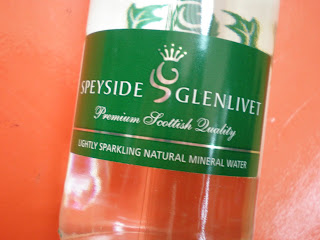 SPEYSIDE GLENLIVET
Premium Scottish Quality
LIGHTLY SPARKLING NATURAL MINERAL WATER